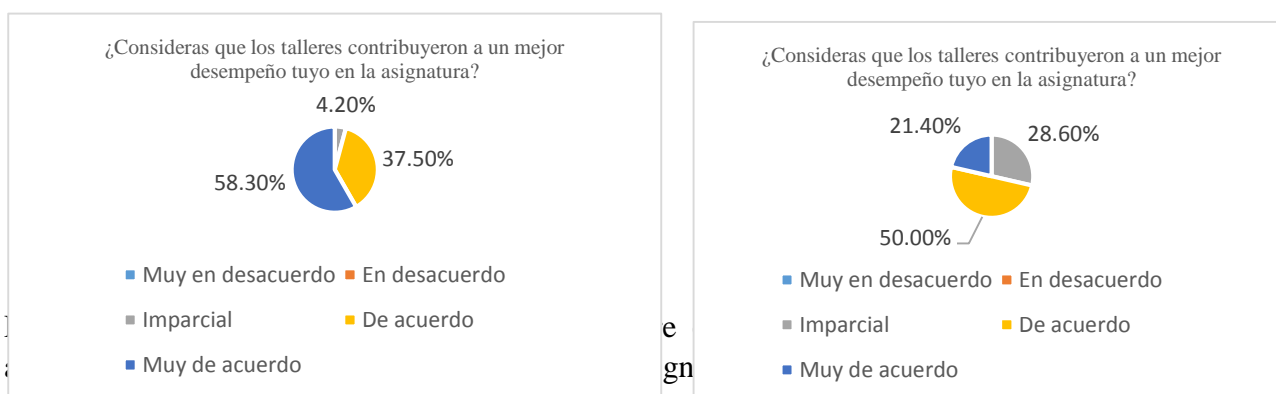 ¿Consideras que los talleres contribuyeron a un mejor
desempeño tuyo en la asignatura?
4.20%
37.50%
58.30%
Muy en desacuerdo En desacuerdo
Imparcial De acuerdo
Muy de acuerdo
¿Consideras que los talleres contribuyeron a un mejor
desempeño tuyo en la asignatura?
21.40%
28.60%
50.00%
Muy en desacuerdo En desacuerdo
Imparcial De acuerdo
Muy de acuerdo
e
gn